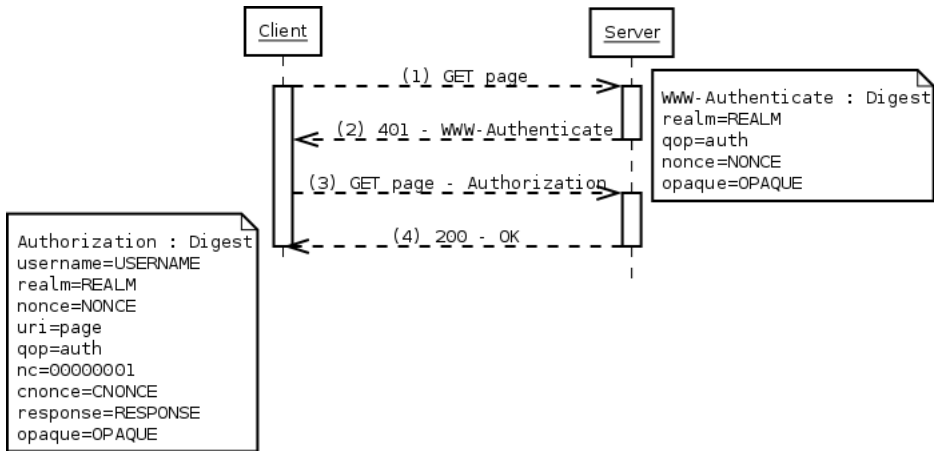 Client
Server
(1) GET page
(2) 401 - WWW-Authenticate
(3) GET page - Authorization
(4) 200 - OK
WWW-Authenticate : Digest
realm=REALM
qop=auth
nonce=NONCE
opaque=OPAQUE
Authorization : Digest
username=USERNAME
realm=REALM
nonce=NONCE
uri=page
qop=auth
nc=00000001
cnonce=CNONCE
response=RESPONSE
opaque=OPAQUE